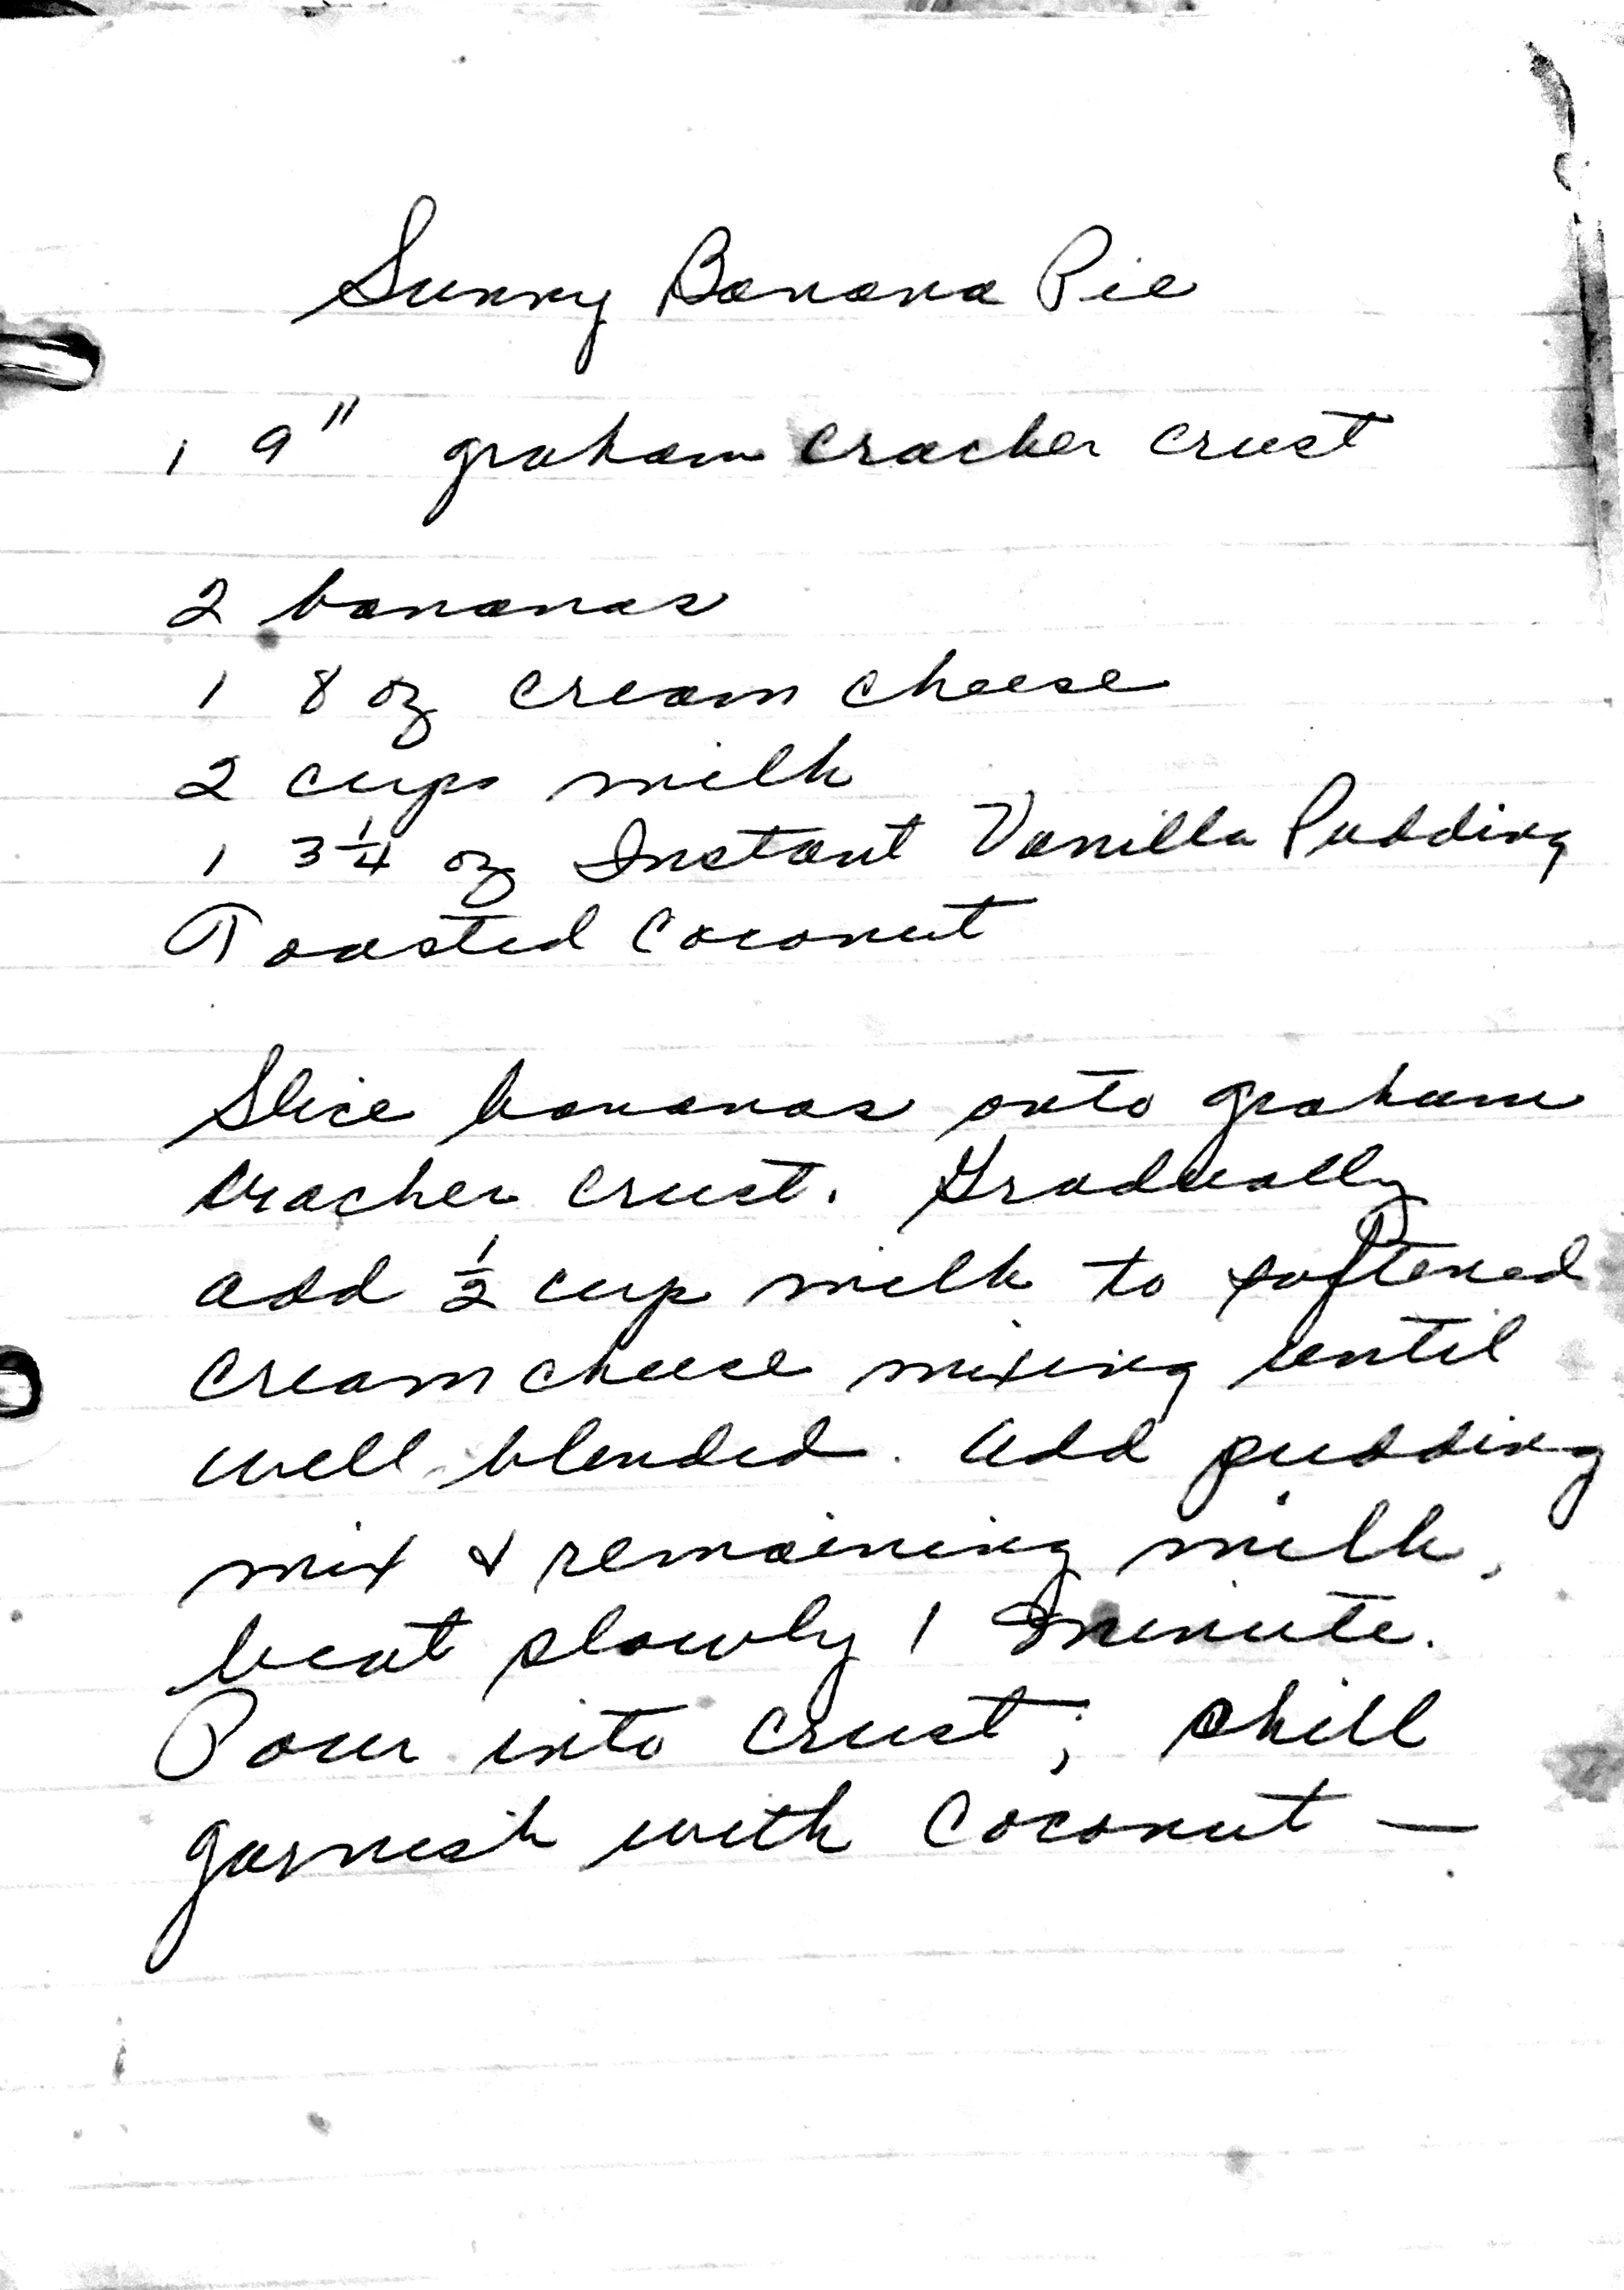 Sunny Banana Pie
1 9" graham cracker crust
2 bananas
1 8 oz cream cheese
2 cups milk
1 3 1/4 oz Instant Vanilla Pudding
Toasted Coconut
Slice bananas onto graham
cracker crust. Gradually
add 1/2 cup milk to softened
cream cheese mixing until
well blended. Add pudding
mix & remaining milk,
beat slowly 1 minute.
Pour into crust; chill
garnish with Coconut —